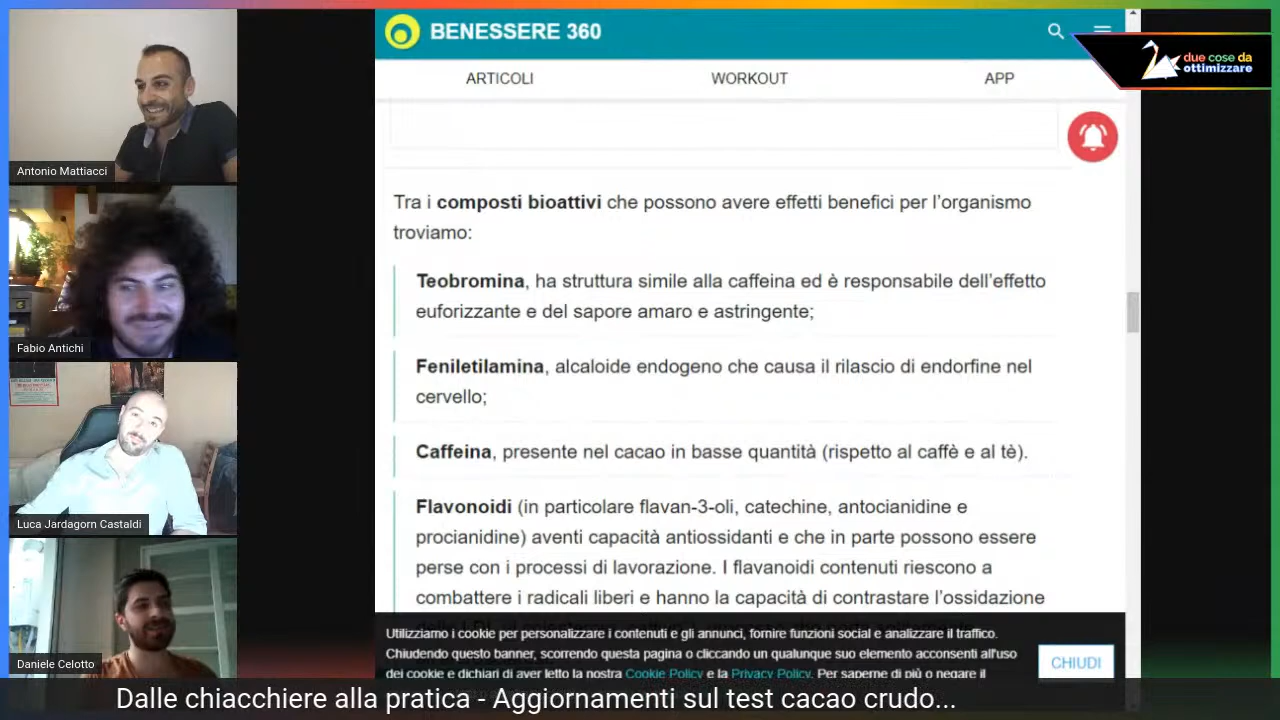 BENESSERE 360
due cose da
ottimizzare
ARTICOLI
WORKOUT
APP
Antonio Mattiacci
Fabio Antichi
Luca Jardagorn Castaldi
Daniele Celotto
Tra i composti bioattivi che possono avere effetti benefici per l'organismo
troviamo:
Teobromina, ha struttura simile alla caffeina ed è responsabile dell'effetto
euforizzante e del sapore amaro e astringente;
Feniletilamina, alcaloide endogeno che causa il rilascio di endorfine nel
cervello;
Caffeina, presente nel cacao in basse quantità (rispetto al caffè e al tè).
Flavonoidi (in particolare flavan-3-oli, catechine, antocianidine e
procianidine) aventi capacità antiossidanti e che in parte possono essere
perse con i processi di lavorazione. I flavanoidi contenuti riescono a
combattere i radicali liberi e hanno la capacità di contrastare l'ossidazione
Utilizziamo i cookie per personalizzare i contenuti e gli annunci, fornire funzioni social e analizzare il traffico.
Chiudendo questo banner, scorrendo questa pagina o cliccando un qualunque suo elemento acconsenti all'uso
dei cookie e dichiari di aver letto la nostra Cookie Policy e la Privacy Policy. Per saperne di più o negare il
CHIUDI
Dalle chiacchiere alla pratica - Aggiornamenti sul test cacao crudo...